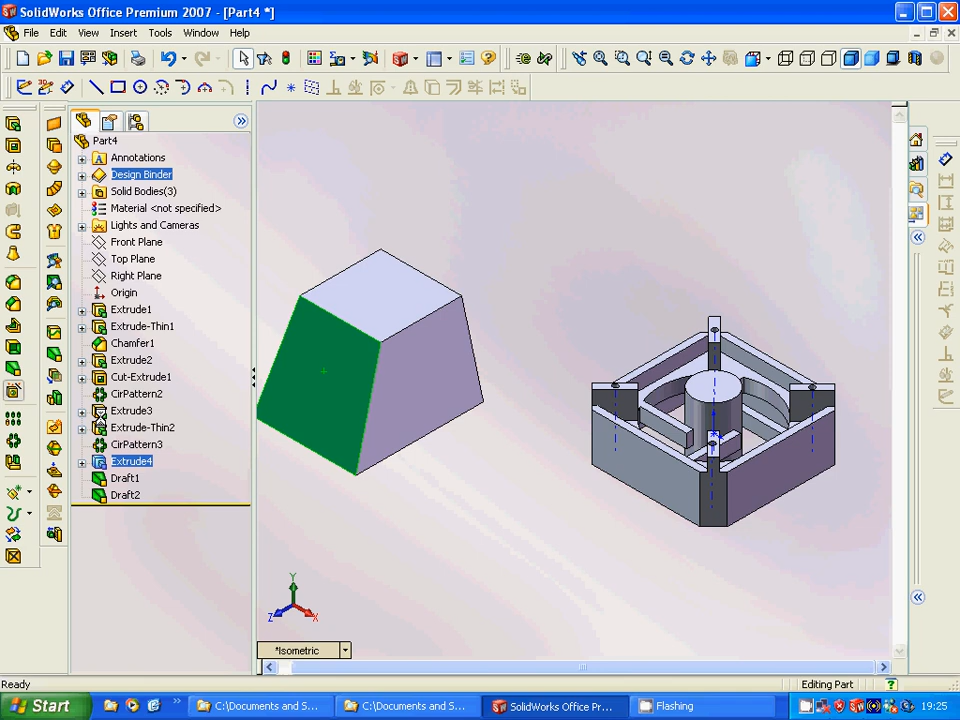 SolidWorks Office Premium 2007 - [Part4 *]
File Edit View Insert Tools Window Help
Part4
Annotations
Design Binder
Solid Bodies(3)
Material <not specified>
Lights and Cameras
Front Plane
Top Plane
Right Plane
Origin
Extrude1
Extrude-Thin1
Chamfer1
Extrude2
Cut-Extrude1
CirPattern2
Extrude3
Extrude-Thin2
CirPattern3
Extrude4
Draft1
Draft2
Y
Z
X
*Isometric
Ready
Editing Part
Start
C:\Documents and S...
C:\Documents and S...
SolidWorks Office Pr...
Flashing
19:25